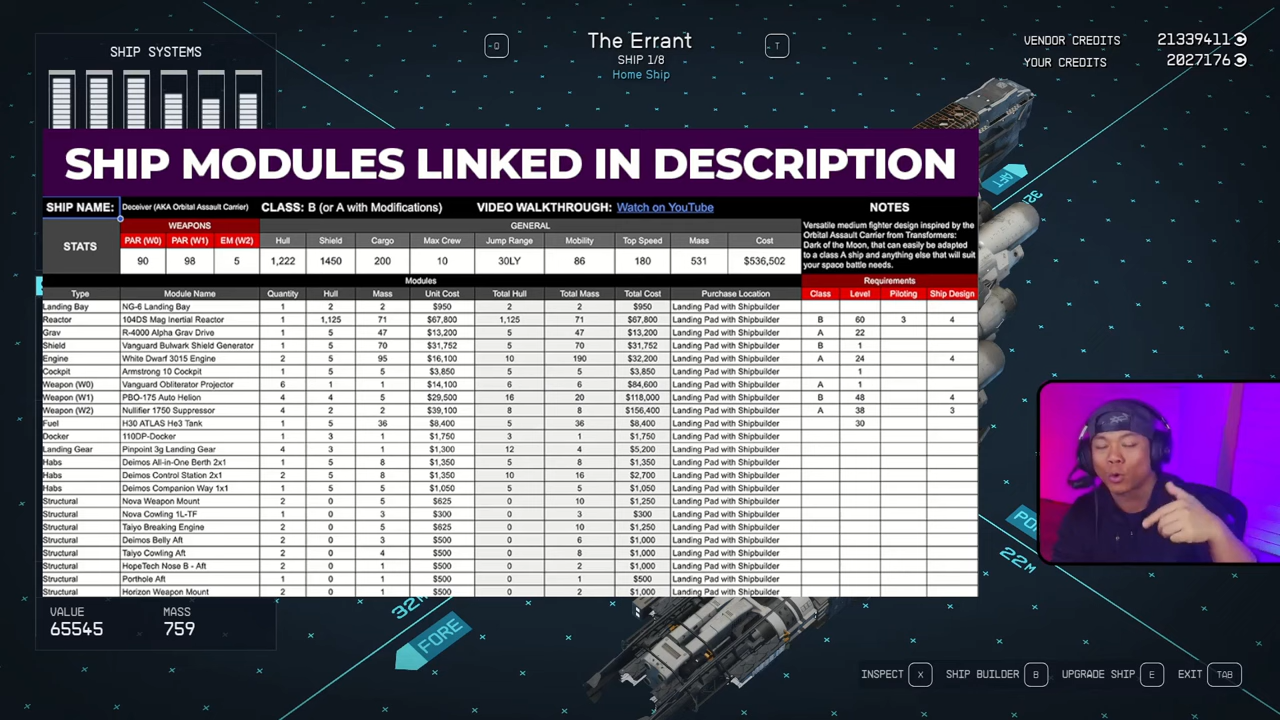 SHIP SYSTEMS
Q
The Errant
T
SHIP 1/8
Home Ship
VENDOR CREDITS 21339411
YOUR CREDITS 2027176
AFT
SHIP MODULES LINKED IN DESCRIPTION
SHIP NAME: Deceiver (AKA Orbital Assault Carrier) CLASS: B (or A with Modifications) VIDEO WALKTHROUGH: Watch on YouTube NOTES
STATS WEAPONS GENERAL
PAR (W0) PAR (W1) EM (W2) Hull Shield Cargo Max Crew Jump Range Mobility Top Speed Mass Cost
90 98 5 1,222 1450 200 10 30LY 86 180 531 $536,502
Versatile medium fighter design inspired by the
Orbital Assault Carrier from Transformers:
Dark of the Moon, that can easily be adapted
to a class A ship and anything else that will suit
your space battle needs.
Modules Requirements
Type Module Name Quantity Hull Mass Unit Cost Total Hull Total Mass Total Cost Purchase Location Class Level Piloting Ship Design
Landing Bay NG-6 Landing Bay 1 2 2 $950 2 2 $950 Landing Pad with Shipbuilder
Reactor 104DS Mag Inertial Reactor 1 1,125 71 $67,800 1,125 71 $67,800 Landing Pad with Shipbuilder B 60 3 4
Grav R-4000 Alpha Grav Drive 1 5 47 $13,200 5 47 $13,200 Landing Pad with Shipbuilder A 22
Shield Vanguard Bulwark Shield Generator 1 5 70 $31,752 5 70 $31,752 Landing Pad with Shipbuilder B 1
Engine White Dwarf 3015 Engine 2 5 95 $16,100 10 190 $32,200 Landing Pad with Shipbuilder A 24 4
Cockpit Armstrong 10 Cockpit 1 5 5 $3,850 5 5 $3,850 Landing Pad with Shipbuilder 1
Weapon (W0) Vanguard Obliterator Projector 6 1 1 $14,100 6 6 $84,600 Landing Pad with Shipbuilder A 1
Weapon (W1) PBO-175 Auto Helion 4 4 5 $29,500 16 20 $118,000 Landing Pad with Shipbuilder B 48 4
Weapon (W2) Nullifier 1750 Suppressor 4 2 2 $39,100 8 8 $156,400 Landing Pad with Shipbuilder A 38 3
Fuel H30 ATLAS He3 Tank 1 5 36 $8,400 5 36 $8,400 Landing Pad with Shipbuilder 30
Docker 110DP-Docker 1 3 1 $1,750 3 1 $1,750 Landing Pad with Shipbuilder
Landing Gear Pinpoint 3g Landing Gear 4 3 1 $1,300 12 4 $5,200 Landing Pad with Shipbuilder
Habs Deimos All-in-One Berth 2x1 1 5 8 $1,350 5 8 $1,350 Landing Pad with Shipbuilder
Habs Deimos Control Station 2x1 2 5 8 $1,350 10 16 $2,700 Landing Pad with Shipbuilder
Habs Deimos Companion Way 1x1 1 5 5 $1,050 5 5 $1,050 Landing Pad with Shipbuilder
Structural Nova Weapon Mount 2 0 5 $625 0 10 $1,250 Landing Pad with Shipbuilder
Structural Nova Cowling 1L-TF 1 0 3 $300 0 3 $300 Landing Pad with Shipbuilder
Structural Taiyo Breaking Engine 2 0 5 $625 0 10 $1,250 Landing Pad with Shipbuilder
Structural Deimos Belly Aft 2 0 3 $500 0 6 $1,000 Landing Pad with Shipbuilder
Structural Taiyo Cowling Aft 2 0 4 $500 0 8 $1,000 Landing Pad with Shipbuilder
Structural HopeTech Nose B - Aft 2 0 1 $500 0 2 $1,000 Landing Pad with Shipbuilder
Structural Porthole Aft 1 0 1 $500 0 1 $500 Landing Pad with Shipbuilder
Structural Horizon Weapon Mount 2 0 1 $500 0 2 $1,000 Landing Pad with Shipbuilder
22M
32M
FORE
VALUE MASS
65545 759
INSPECT X SHIP BUILDER B UPGRADE SHIP E EXIT TAB